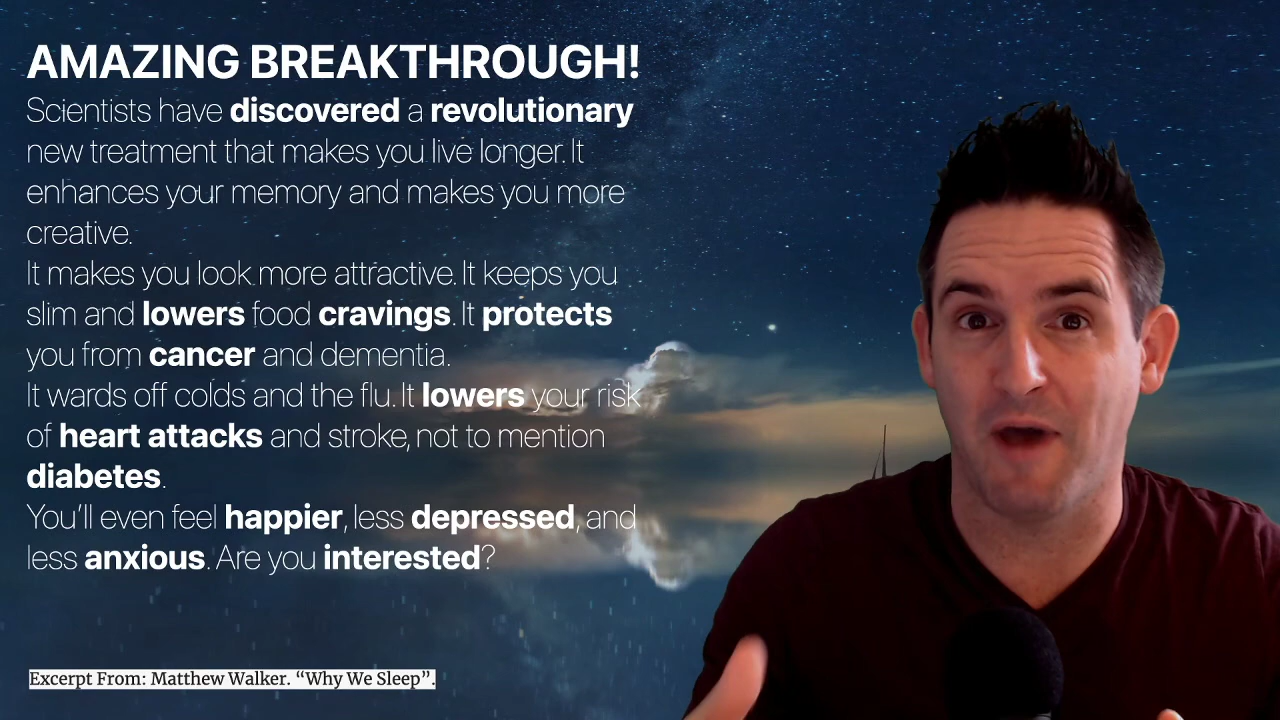 AMAZING BREAKTHROUGH!
Scientists have discovered a revolutionary
new treatment that makes you live longer. It
enhances your memory and makes you more
creative.
It makes you look more attractive. It keeps you
slim and lowers food cravings. It protects
you from cancer and dementia.
It wards off colds and the flu. It lowers your risk
of heart attacks and stroke, not to mention
diabetes.
You’ll even feel happier, less depressed, and
less anxious. Are you interested?
Excerpt From: Matthew Walker. “Why We Sleep”.